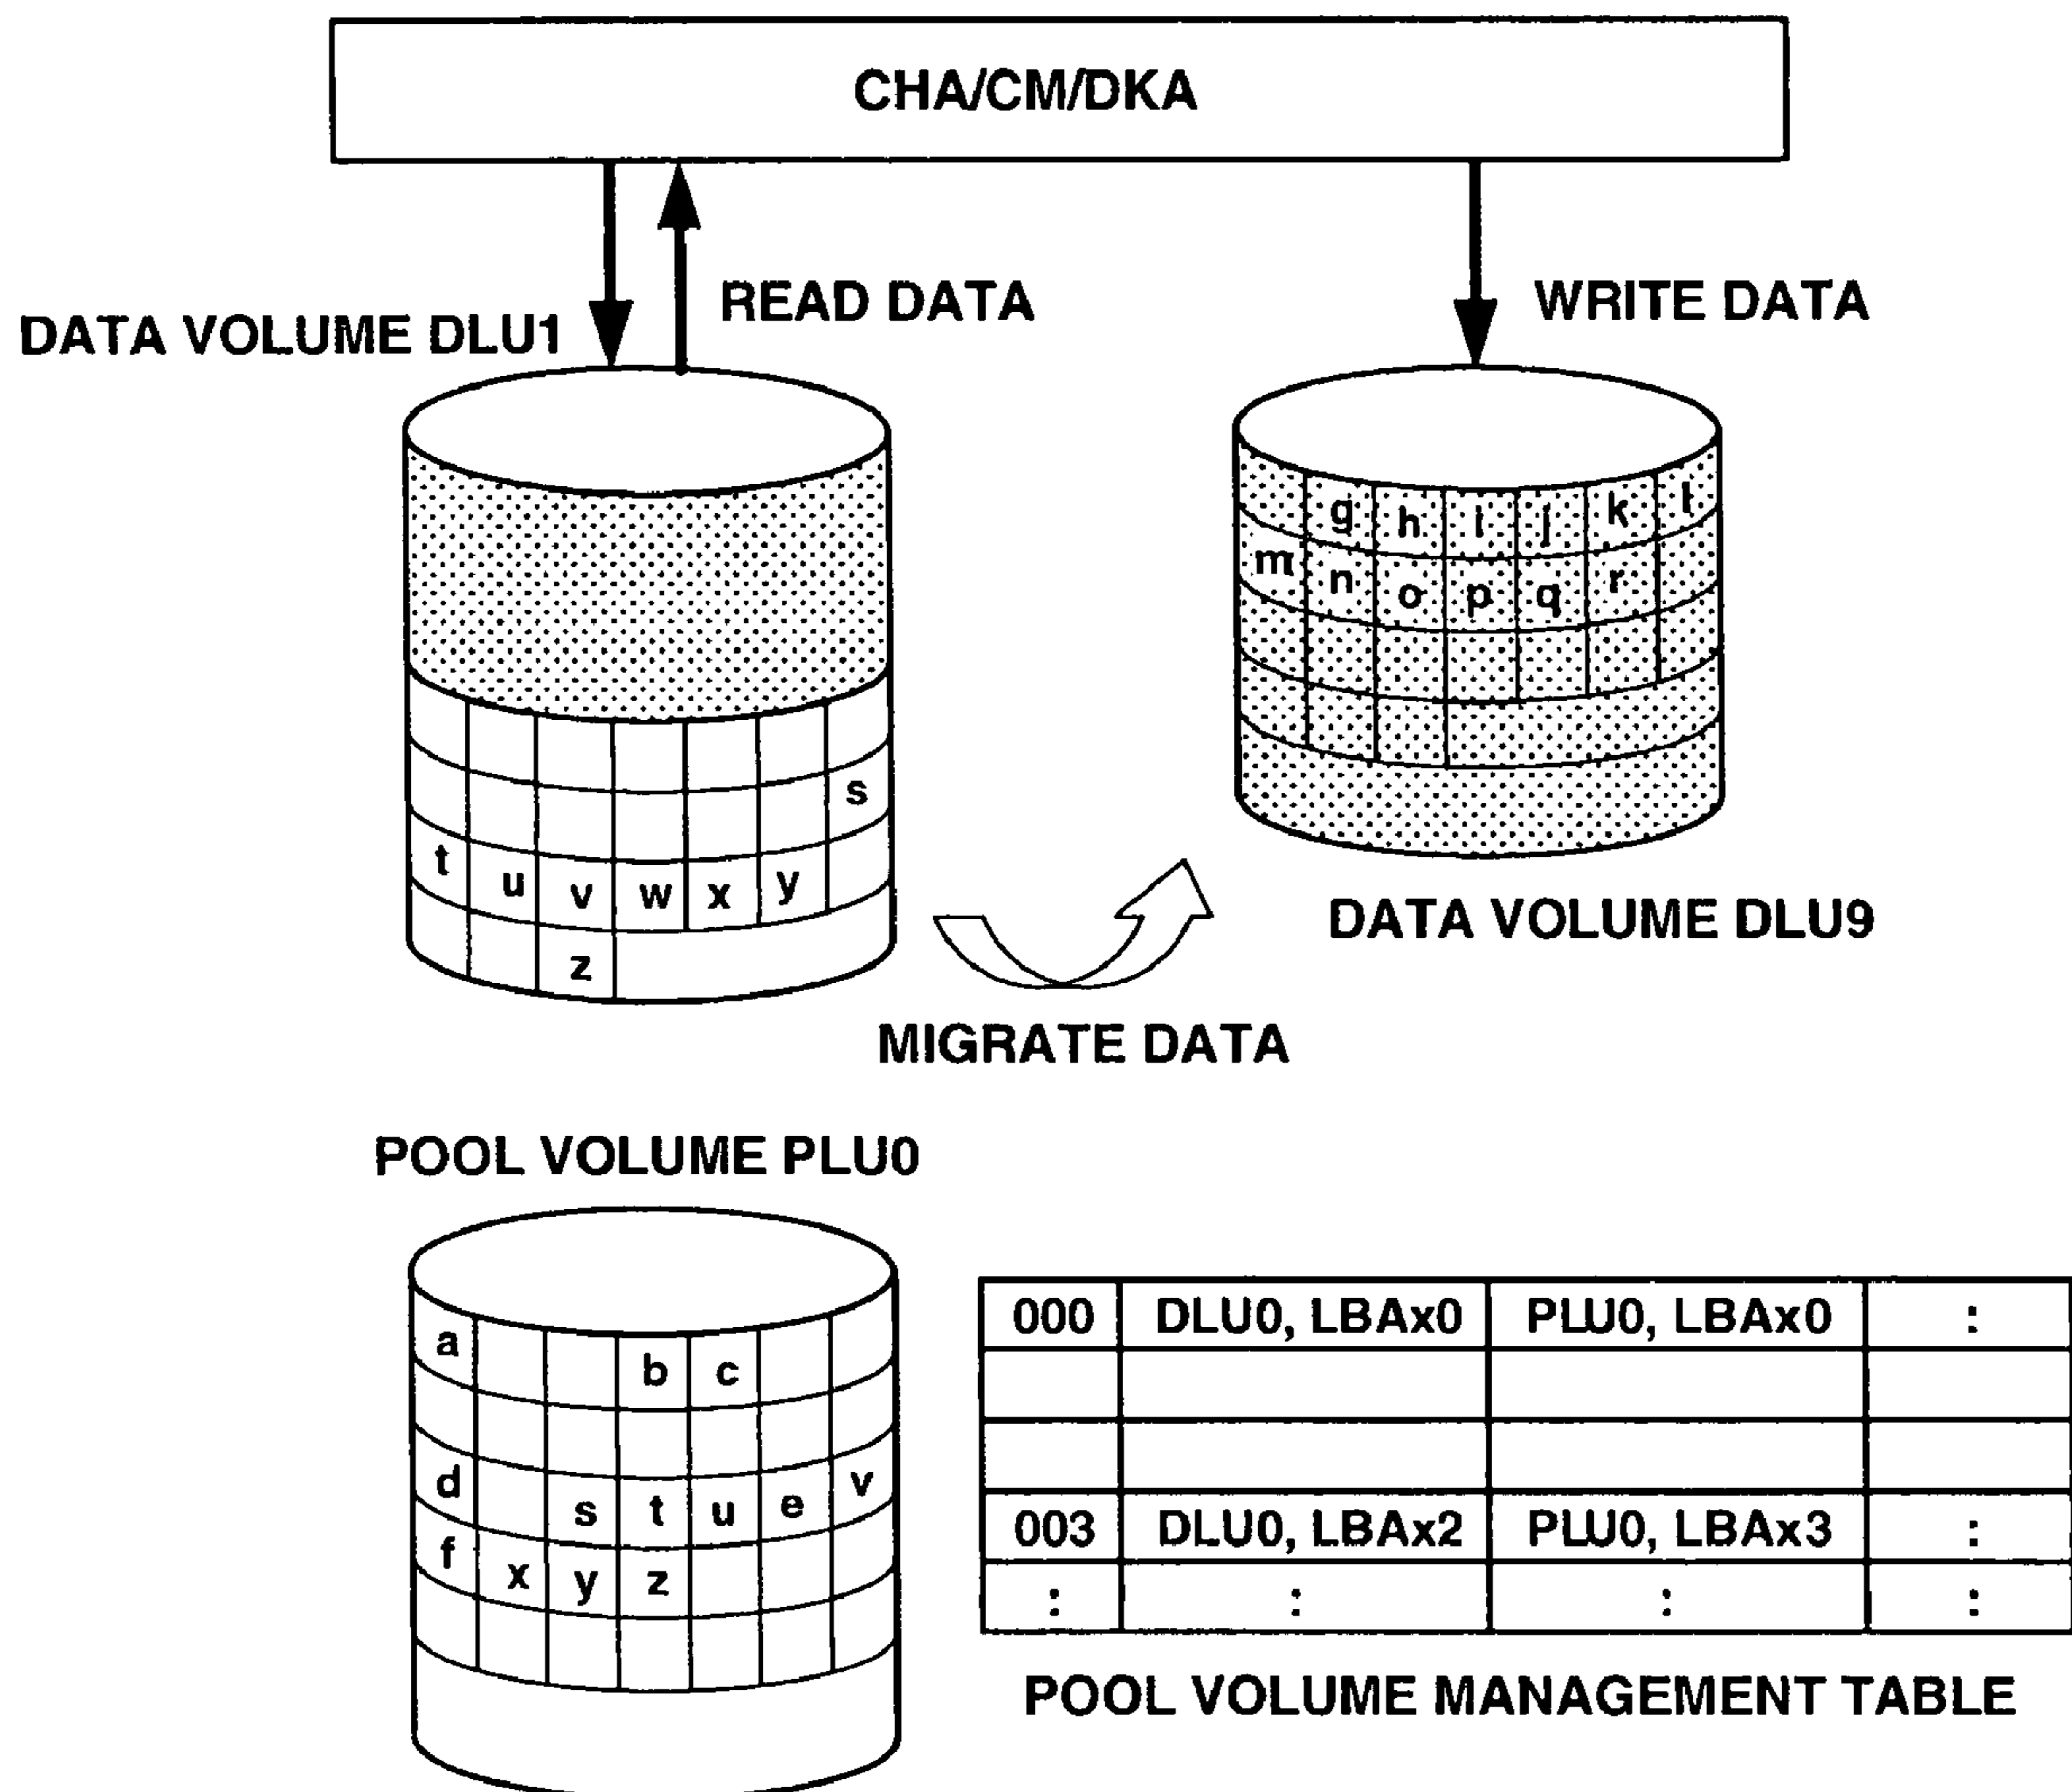 CHA/CM/DKA
READ DATA
WRITE DATA
DATA VOLUME DLU1
g h i j k l
m n o p q r
s
t u v w x y
z
DATA VOLUME DLU9
MIGRATE DATA
POOL VOLUME PLU0
a b c
d s t u e v
f x y z
000 DLU0, LBAx0 PLU0, LBAx0 :
003 DLU0, LBAx2 PLU0, LBAx3 :
: : : :
POOL VOLUME MANAGEMENT TABLE